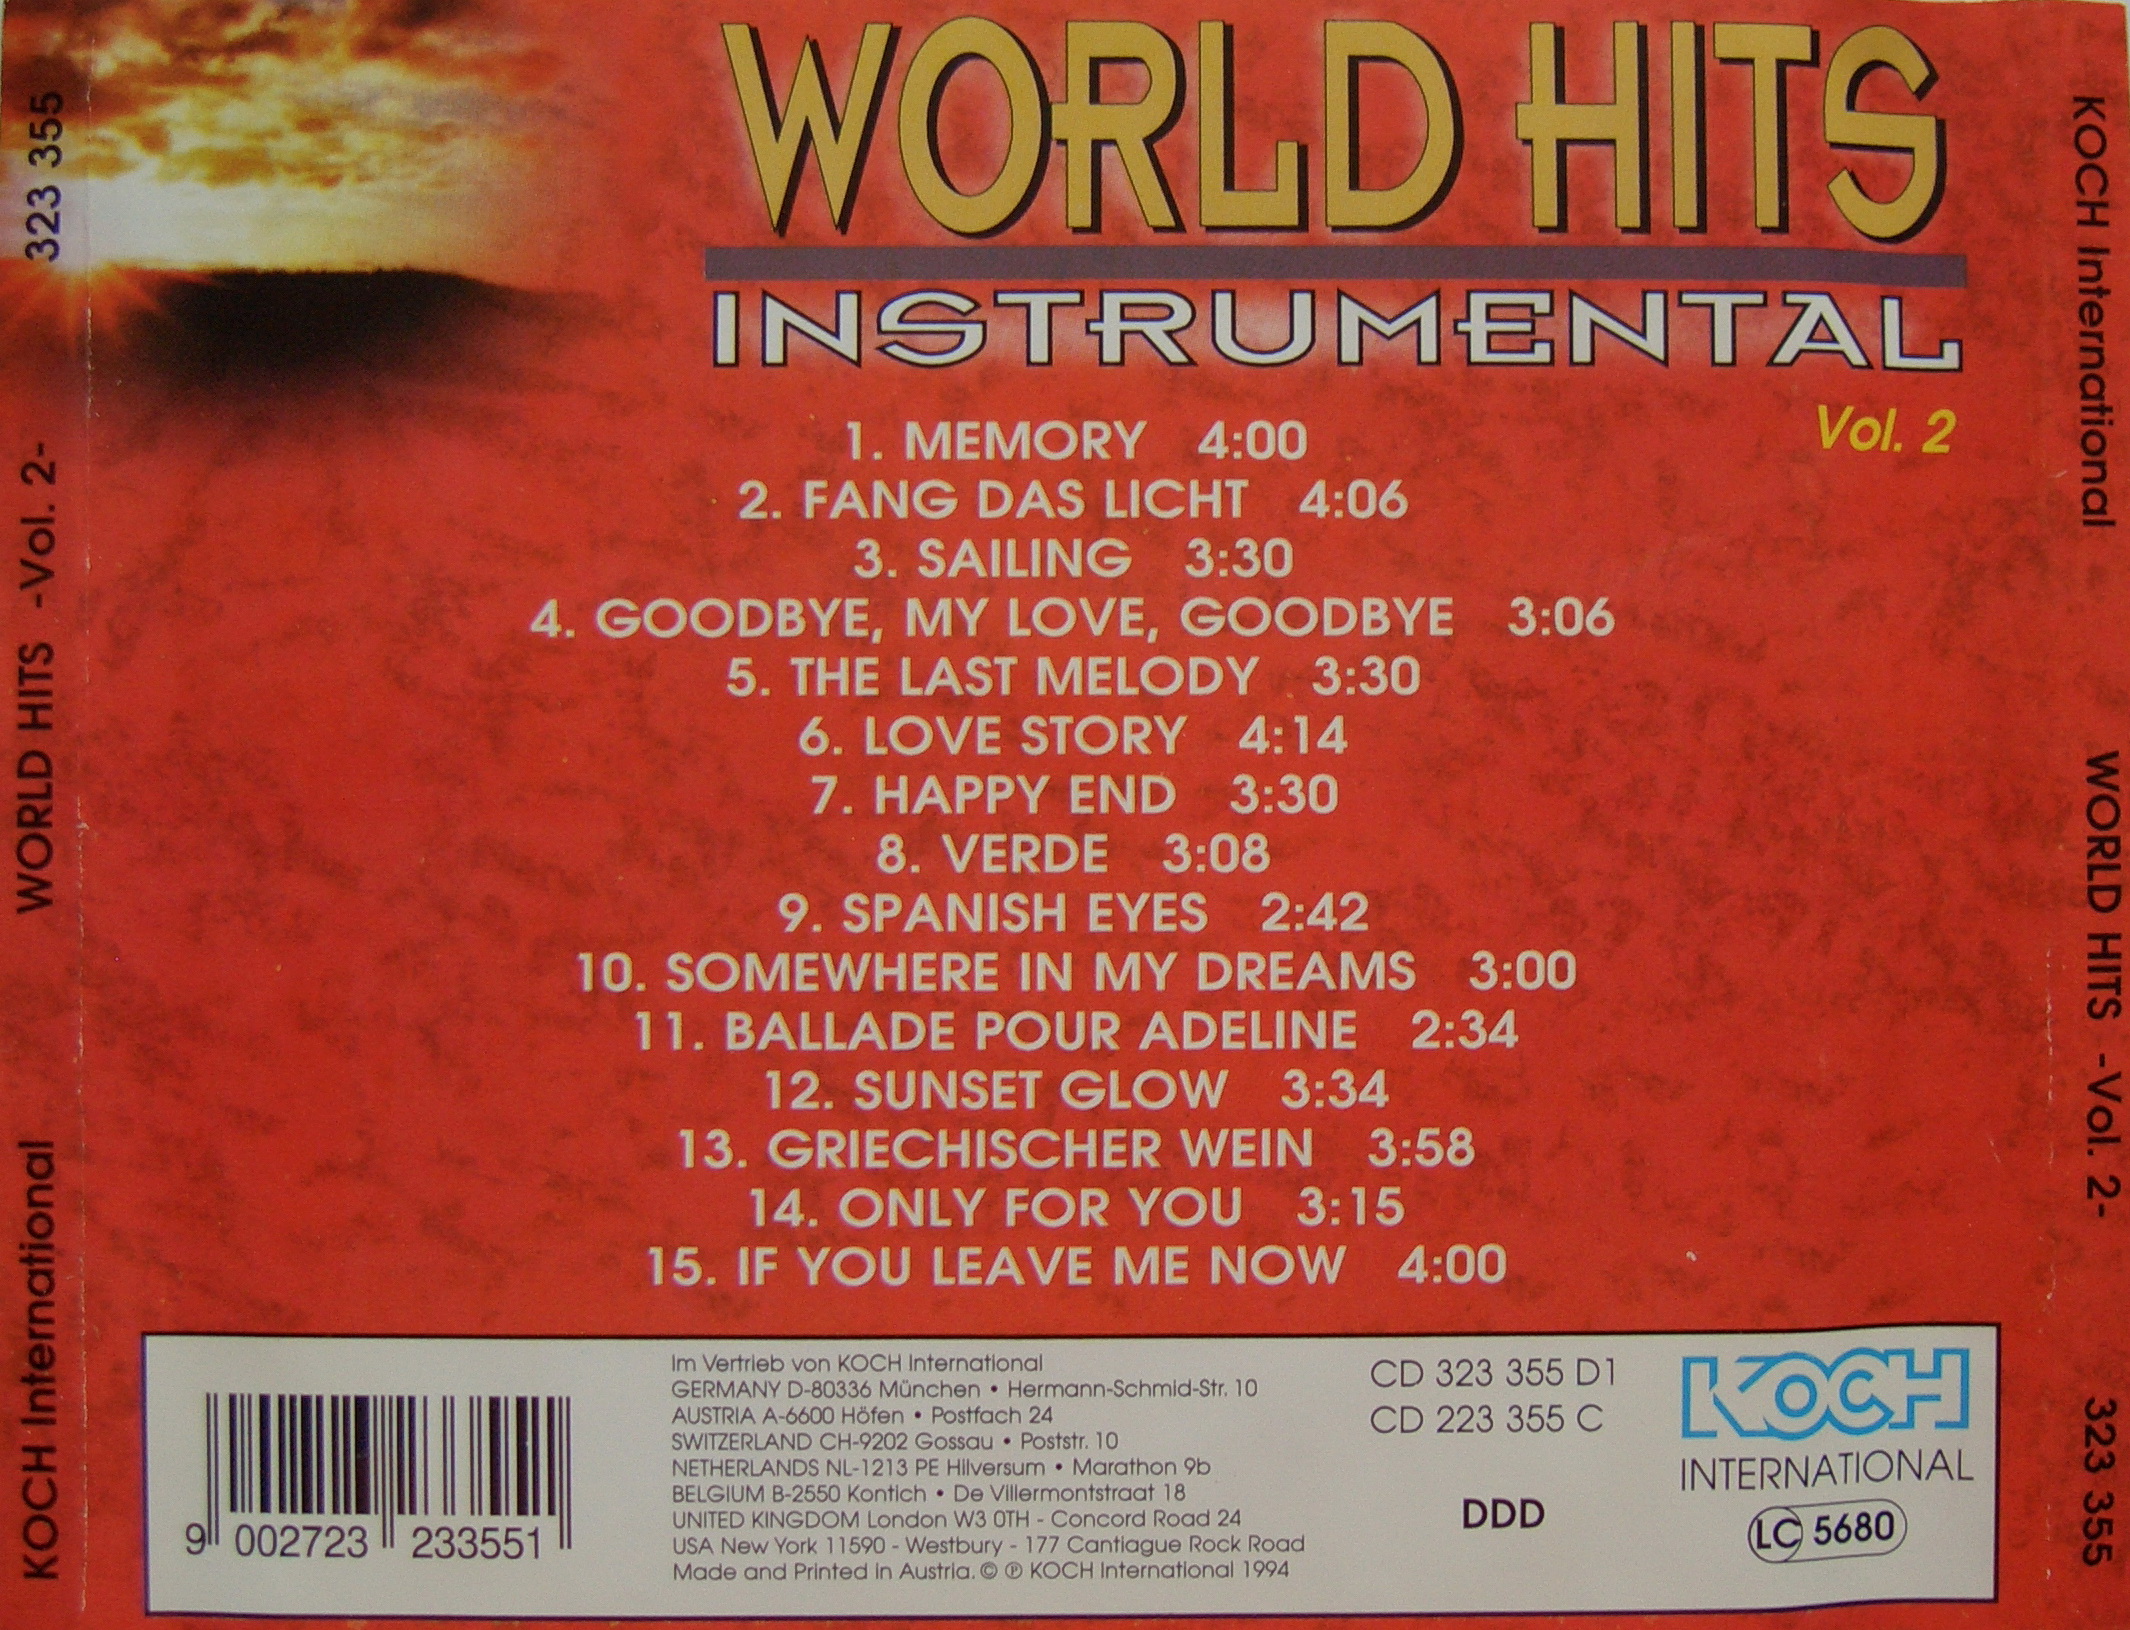 323 355
WORLD HITS -Vol. 2-
KOCH International
WORLD HITS
INSTRUMENTAL
Vol. 2
1. MEMORY 4:00
2. FANG DAS LICHT 4:06
3. SAILING 3:30
4. GOODBYE, MY LOVE, GOODBYE 3:06
5. THE LAST MELODY 3:30
6. LOVE STORY 4:14
7. HAPPY END 3:30
8. VERDE 3:08
9. SPANISH EYES 2:42
10. SOMEWHERE IN MY DREAMS 3:00
11. BALLADE POUR ADELINE 2:34
12. SUNSET GLOW 3:34
13. GRIECHISCHER WEIN 3:58
14. ONLY FOR YOU 3:15
15. IF YOU LEAVE ME NOW 4:00
9 002723 233551
Im Vertrieb von KOCH International
GERMANY D-80336 München • Hermann-Schmid-Str. 10
AUSTRIA A-6600 Höfen • Postfach 24
SWITZERLAND CH-9202 Gossau • Poststr. 10
NETHERLANDS NL-1213 PE Hilversum • Marathon 9b
BELGIUM B-2550 Kontich • De Villermontstraat 18
UNITED KINGDOM London W3 0TH - Concord Road 24
USA New York 11590 - Westbury - 177 Cantiague Rock Road
Made and Printed in Austria. © ℗ KOCH International 1994
CD 323 355 D1
CD 223 355 C
DDD
KOCH
INTERNATIONAL
LC 5680
KOCH International
WORLD HITS -Vol. 2-
323 355